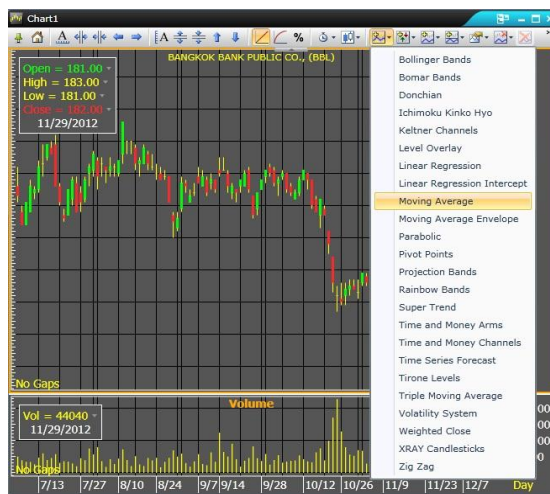 Chart1
A A %
BANGKOK BANK PUBLIC CO., (BBL)
Open = 181.00
High = 183.00
Low = 181.00
Close = 182.00
11/29/2012
Bollinger Bands
Bomar Bands
Donchian
Ichimoku Kinko Hyo
Keltner Channels
Level Overlay
Linear Regression
Linear Regression Intercept
Moving Average
Moving Average Envelope
Parabolic
Pivot Points
Projection Bands
Rainbow Bands
Super Trend
Time and Money Arms
Time and Money Channels
Time Series Forecast
Tirone Levels
Triple Moving Average
Volatility System
Weighted Close
XRAY Candlesticks
Zig Zag
No Gaps
Volume
Vol = 44040
11/29/2012
No Gaps
7/13 7/27 8/10 8/24 9/7 9/14 9/28 10/12 10/26 11/9 11/23 12/7 Day